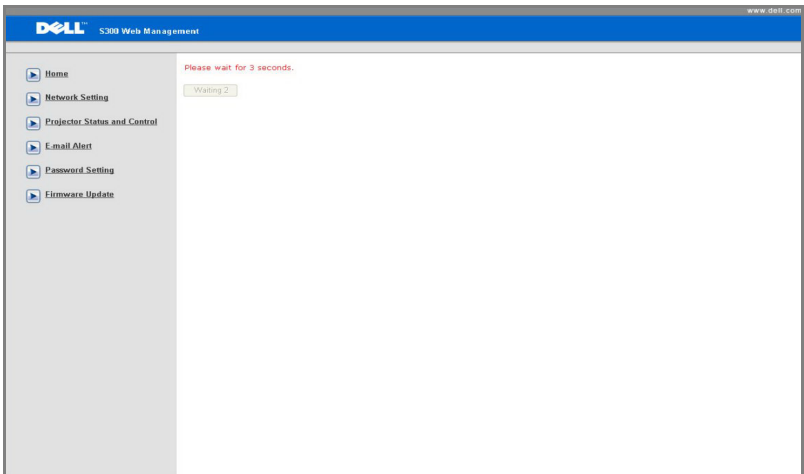 www.dell.com
DELL™ S300 Web Management
Home
Network Setting
Projector Status and Control
E-mail Alert
Password Setting
Firmware Update
Please wait for 3 seconds.
Waiting 2